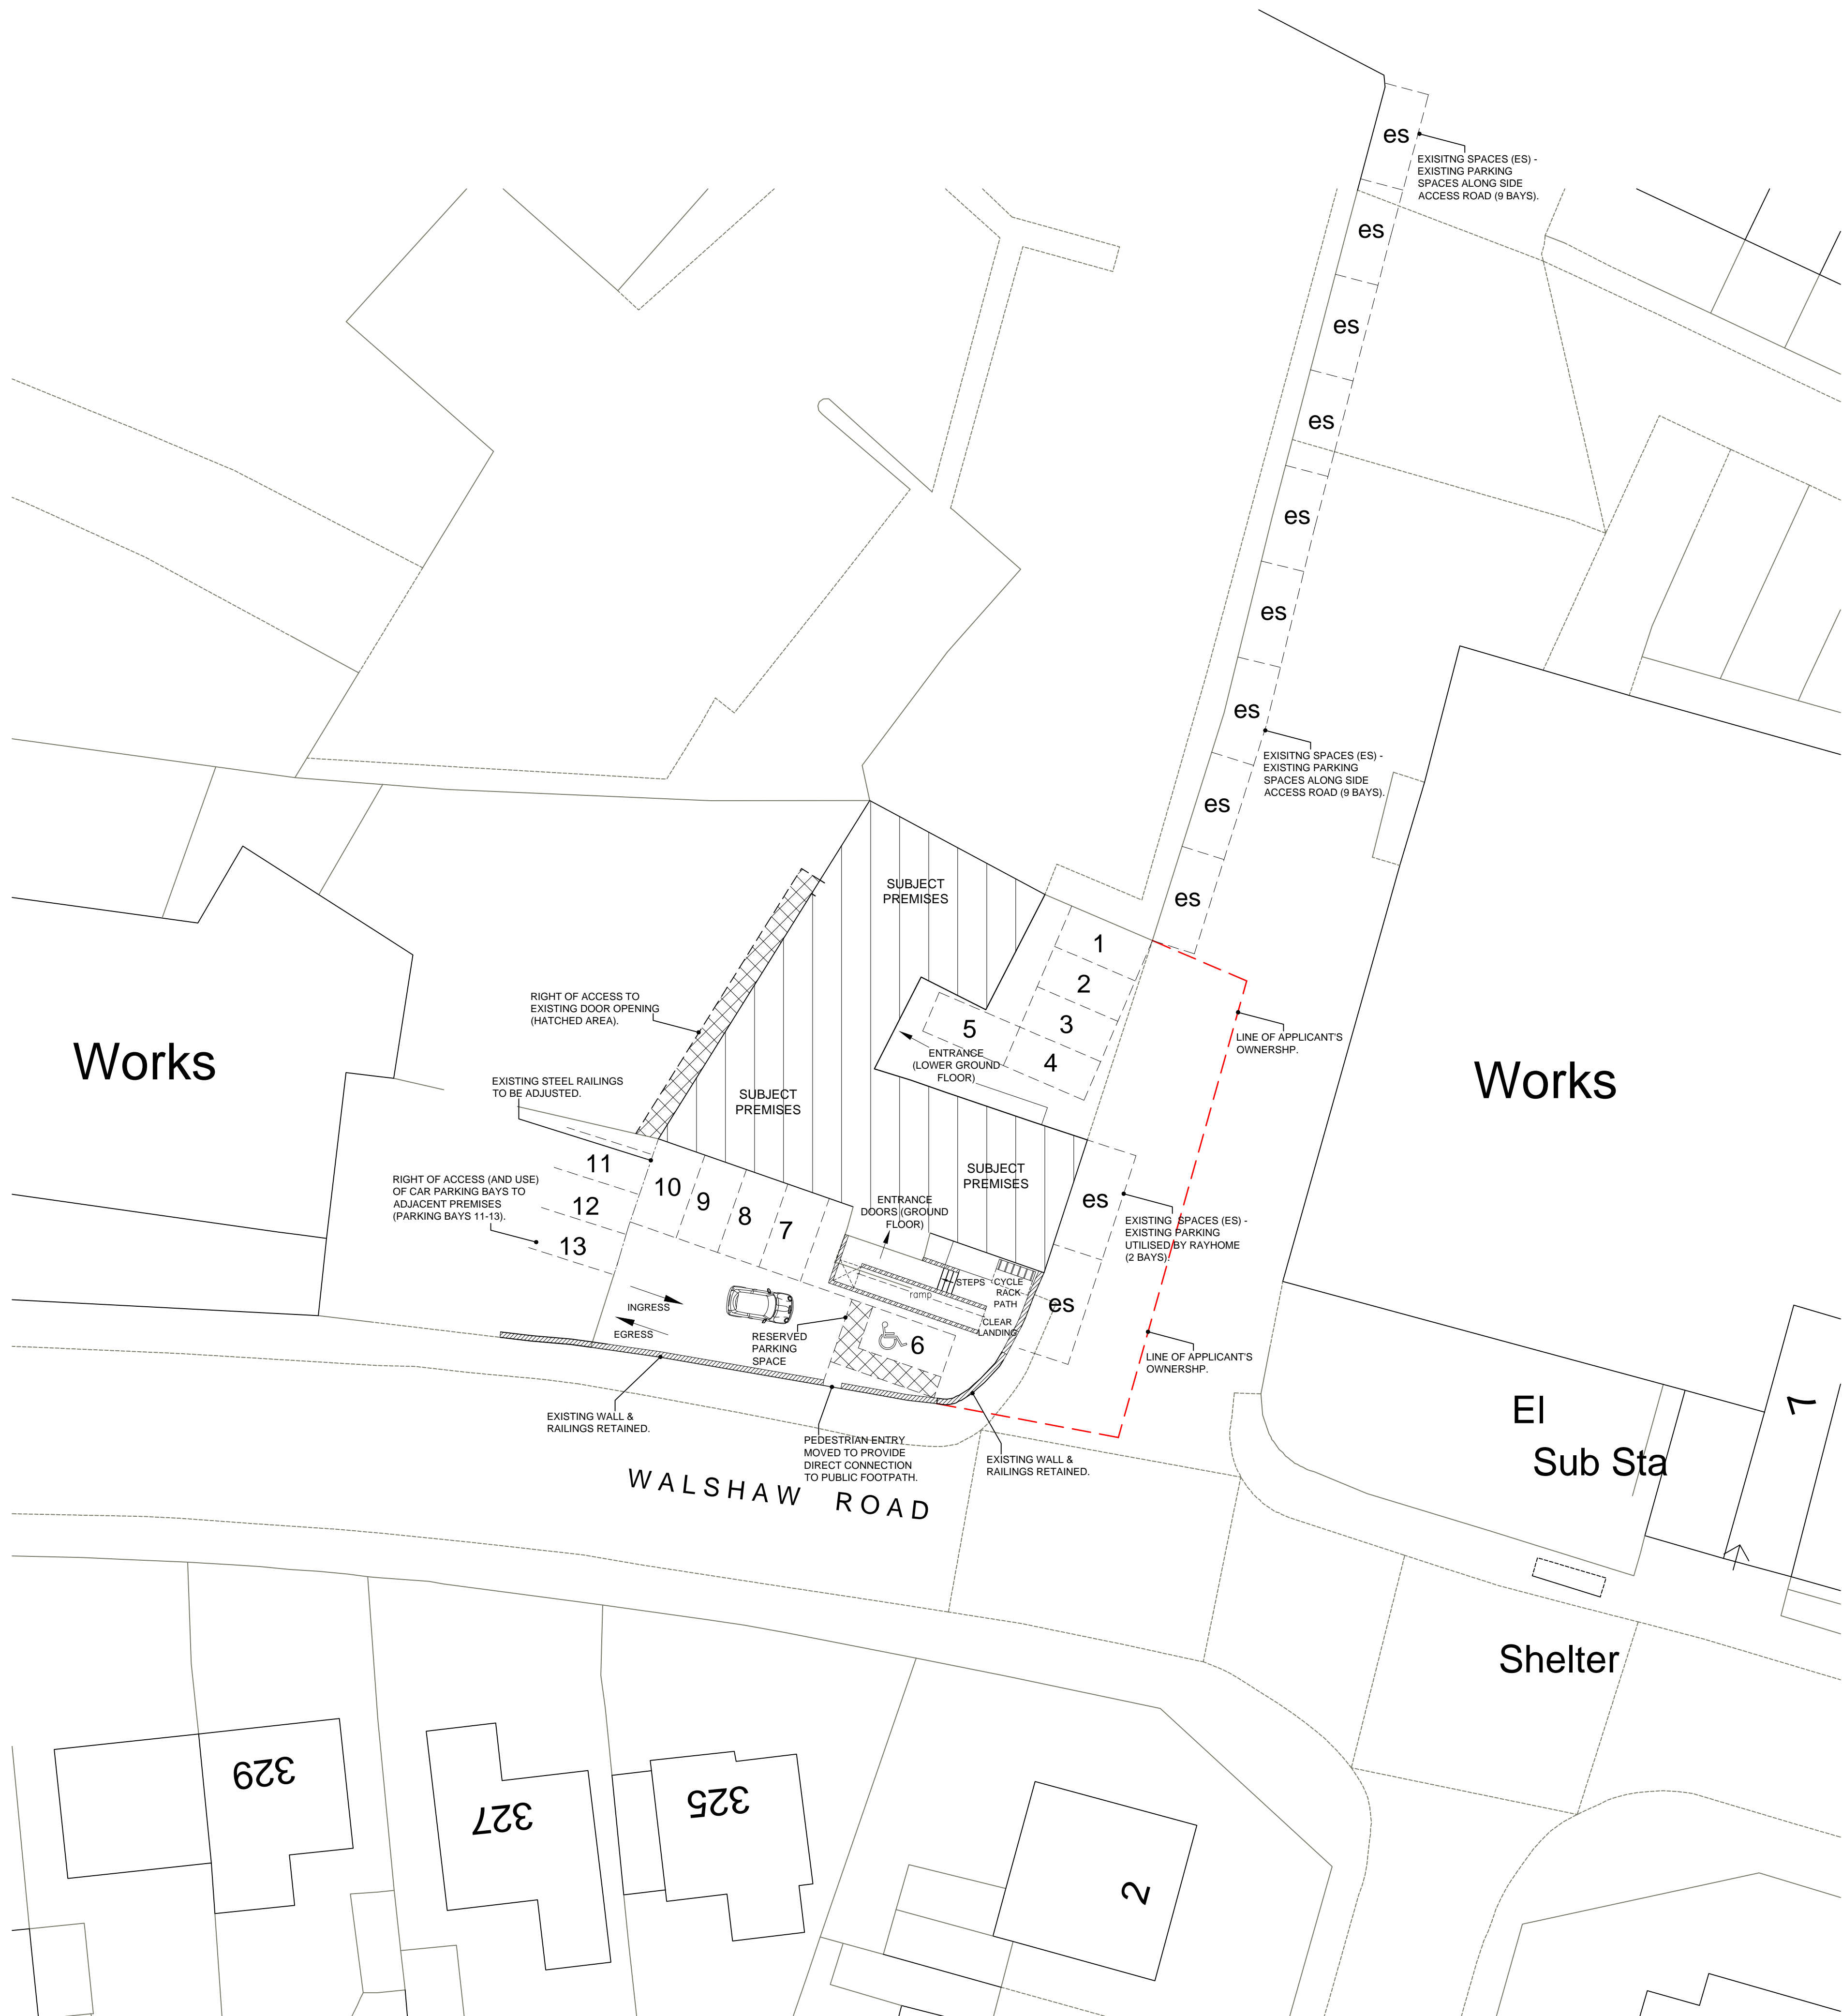 es
EXISITNG SPACES (ES) -
EXISTING PARKING
SPACES ALONG SIDE
ACCESS ROAD (9 BAYS).
es
es
es
es
es
es
EXISITNG SPACES (ES) -
EXISTING PARKING
SPACES ALONG SIDE
ACCESS ROAD (9 BAYS).
es
es
SUBJECT
PREMISES
1
2
3
4
5
ENTRANCE
(LOWER GROUND
FLOOR)
RIGHT OF ACCESS TO
EXISTING DOOR OPENING
(HATCHED AREA).
LINE OF APPLICANT'S
OWNERSHP.
Works
Works
EXISTING STEEL RAILINGS
TO BE ADJUSTED.
SUBJECT
PREMISES
SUBJECT
PREMISES
11
12
13
10
9
8
7
RIGHT OF ACCESS (AND USE)
OF CAR PARKING BAYS TO
ADJACENT PREMISES
(PARKING BAYS 11-13).
ENTRANCE
DOORS (GROUND
FLOOR)
es
EXISTING SPACES (ES) -
EXISTING PARKING
UTILISED BY RAYHOME
(2 BAYS).
es
STEPS
CYCLE
RACK
PATH
ramp
CLEAR
LANDING
INGRESS
EGRESS
RESERVED
PARKING
SPACE
6
LINE OF APPLICANT'S
OWNERSHP.
EXISTING WALL &
RAILINGS RETAINED.
PEDESTRIAN ENTRY
MOVED TO PROVIDE
DIRECT CONNECTION
TO PUBLIC FOOTPATH.
EXISTING WALL &
RAILINGS RETAINED.
WALSHAW ROAD
El
Sub Sta
7
Shelter
329
327
325
2